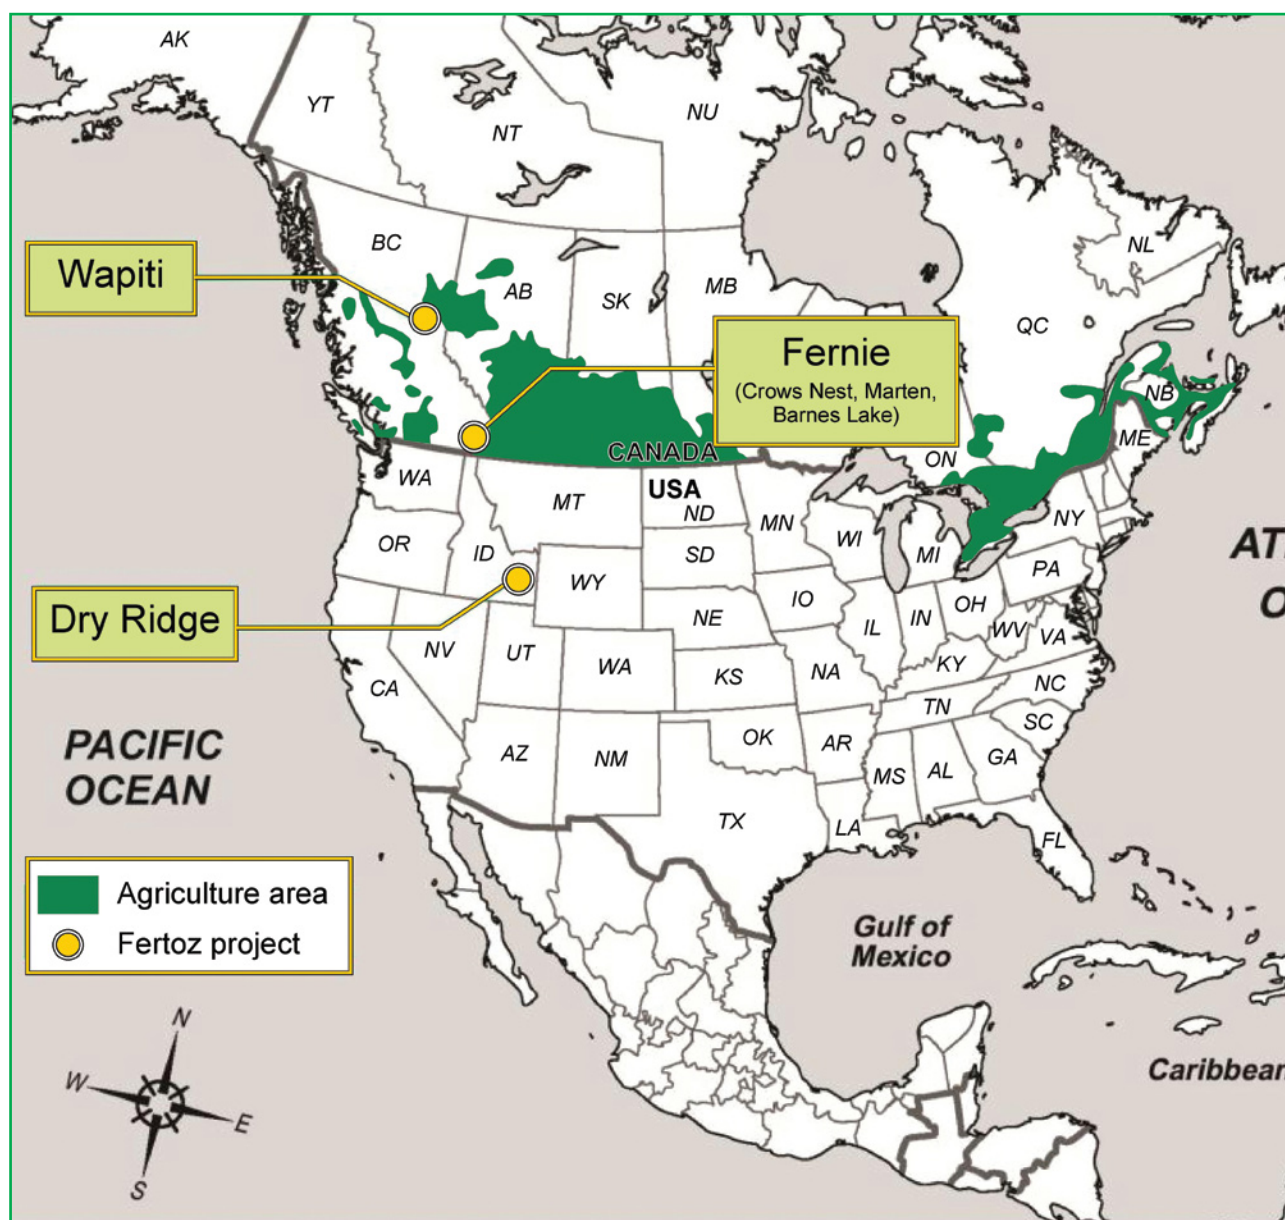 AK
YT
NT
NU
BC
AB
SK
MB
QC
NL
NB
ON
ME
Wapiti
Fernie
(Crows Nest, Marten,
Barnes Lake)
CANADA
USA
WA
MT
ND
MN
OR
ID
SD
WI
MI
NY
WY
IO
PA
Dry Ridge
NE
IL
IN
OH
WV
VA
NV
UT
WA
KS
NA
KY
CA
NC
TN
SC
AZ
NM
OK
AR
MS
AL
GA
TX
LA
FL
AT
O
PACIFIC
OCEAN
Agriculture area
Fertoz project
Gulf of
Mexico
Caribbean
N
W
E
S